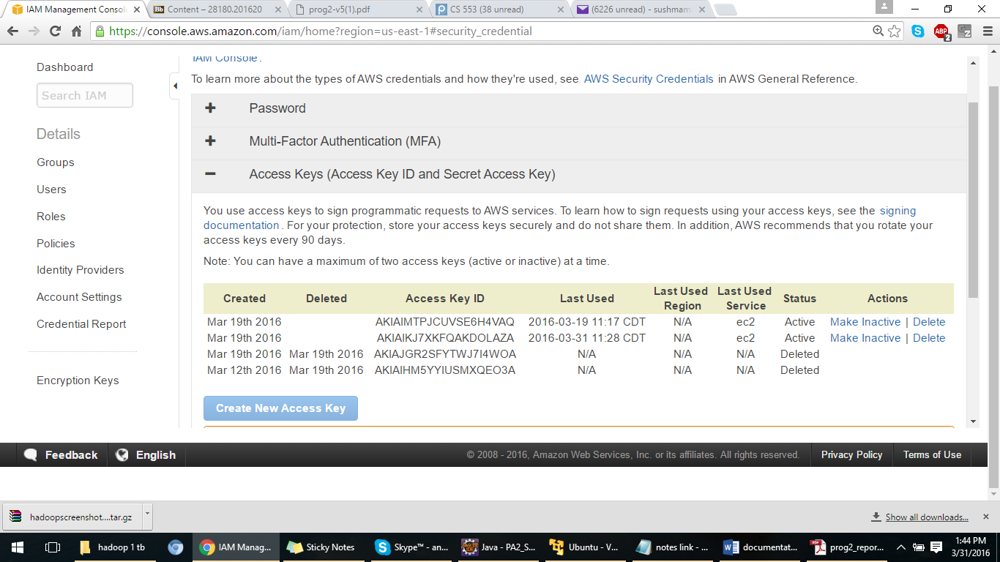 IAM Management Consol
Content – 28180.201620
prog2-v5(1).pdf
CS 553 (38 unread)
(6226 unread) - sushmam
https://console.aws.amazon.com/iam/home?region=us-east-1#security_credential
Dashboard
Search IAM
Details
Groups
Users
Roles
Policies
Identity Providers
Account Settings
Credential Report
Encryption Keys
IAM Console .
To learn more about the types of AWS credentials and how they're used, see AWS Security Credentials in AWS General Reference.
Password
Multi-Factor Authentication (MFA)
Access Keys (Access Key ID and Secret Access Key)
You use access keys to sign programmatic requests to AWS services. To learn how to sign requests using your access keys, see the signing
documentation . For your protection, store your access keys securely and do not share them. In addition, AWS recommends that you rotate your
access keys every 90 days.
Note: You can have a maximum of two access keys (active or inactive) at a time.
Created Deleted Access Key ID Last Used Last Used Region Last Used Service Status Actions
Mar 19th 2016 AKIAIMTPJCUVSE6H4VAQ 2016-03-19 11:17 CDT N/A ec2 Active Make Inactive | Delete
Mar 19th 2016 AKIAIKJ7XKFQAKDOLAZA 2016-03-31 11:28 CDT N/A ec2 Active Make Inactive | Delete
Mar 19th 2016 Mar 19th 2016 AKIAJGR2SFYTWJ7I4WOA N/A N/A N/A Deleted
Mar 12th 2016 Mar 19th 2016 AKIAIHM5YYIUSMXQEO3A N/A N/A N/A Deleted
Create New Access Key
Feedback English © 2008 - 2016, Amazon Web Services, Inc. or its affiliates. All rights reserved. Privacy Policy Terms of Use
hadoopscreenshot....tar.gz Show all downloads...
hadoop 1 tb IAM Manag... Sticky Notes Skype™ - an... Java - PA2_S... Ubuntu - V... notes link - ... documentat... prog2_repor... 1:44 PM
3/31/2016